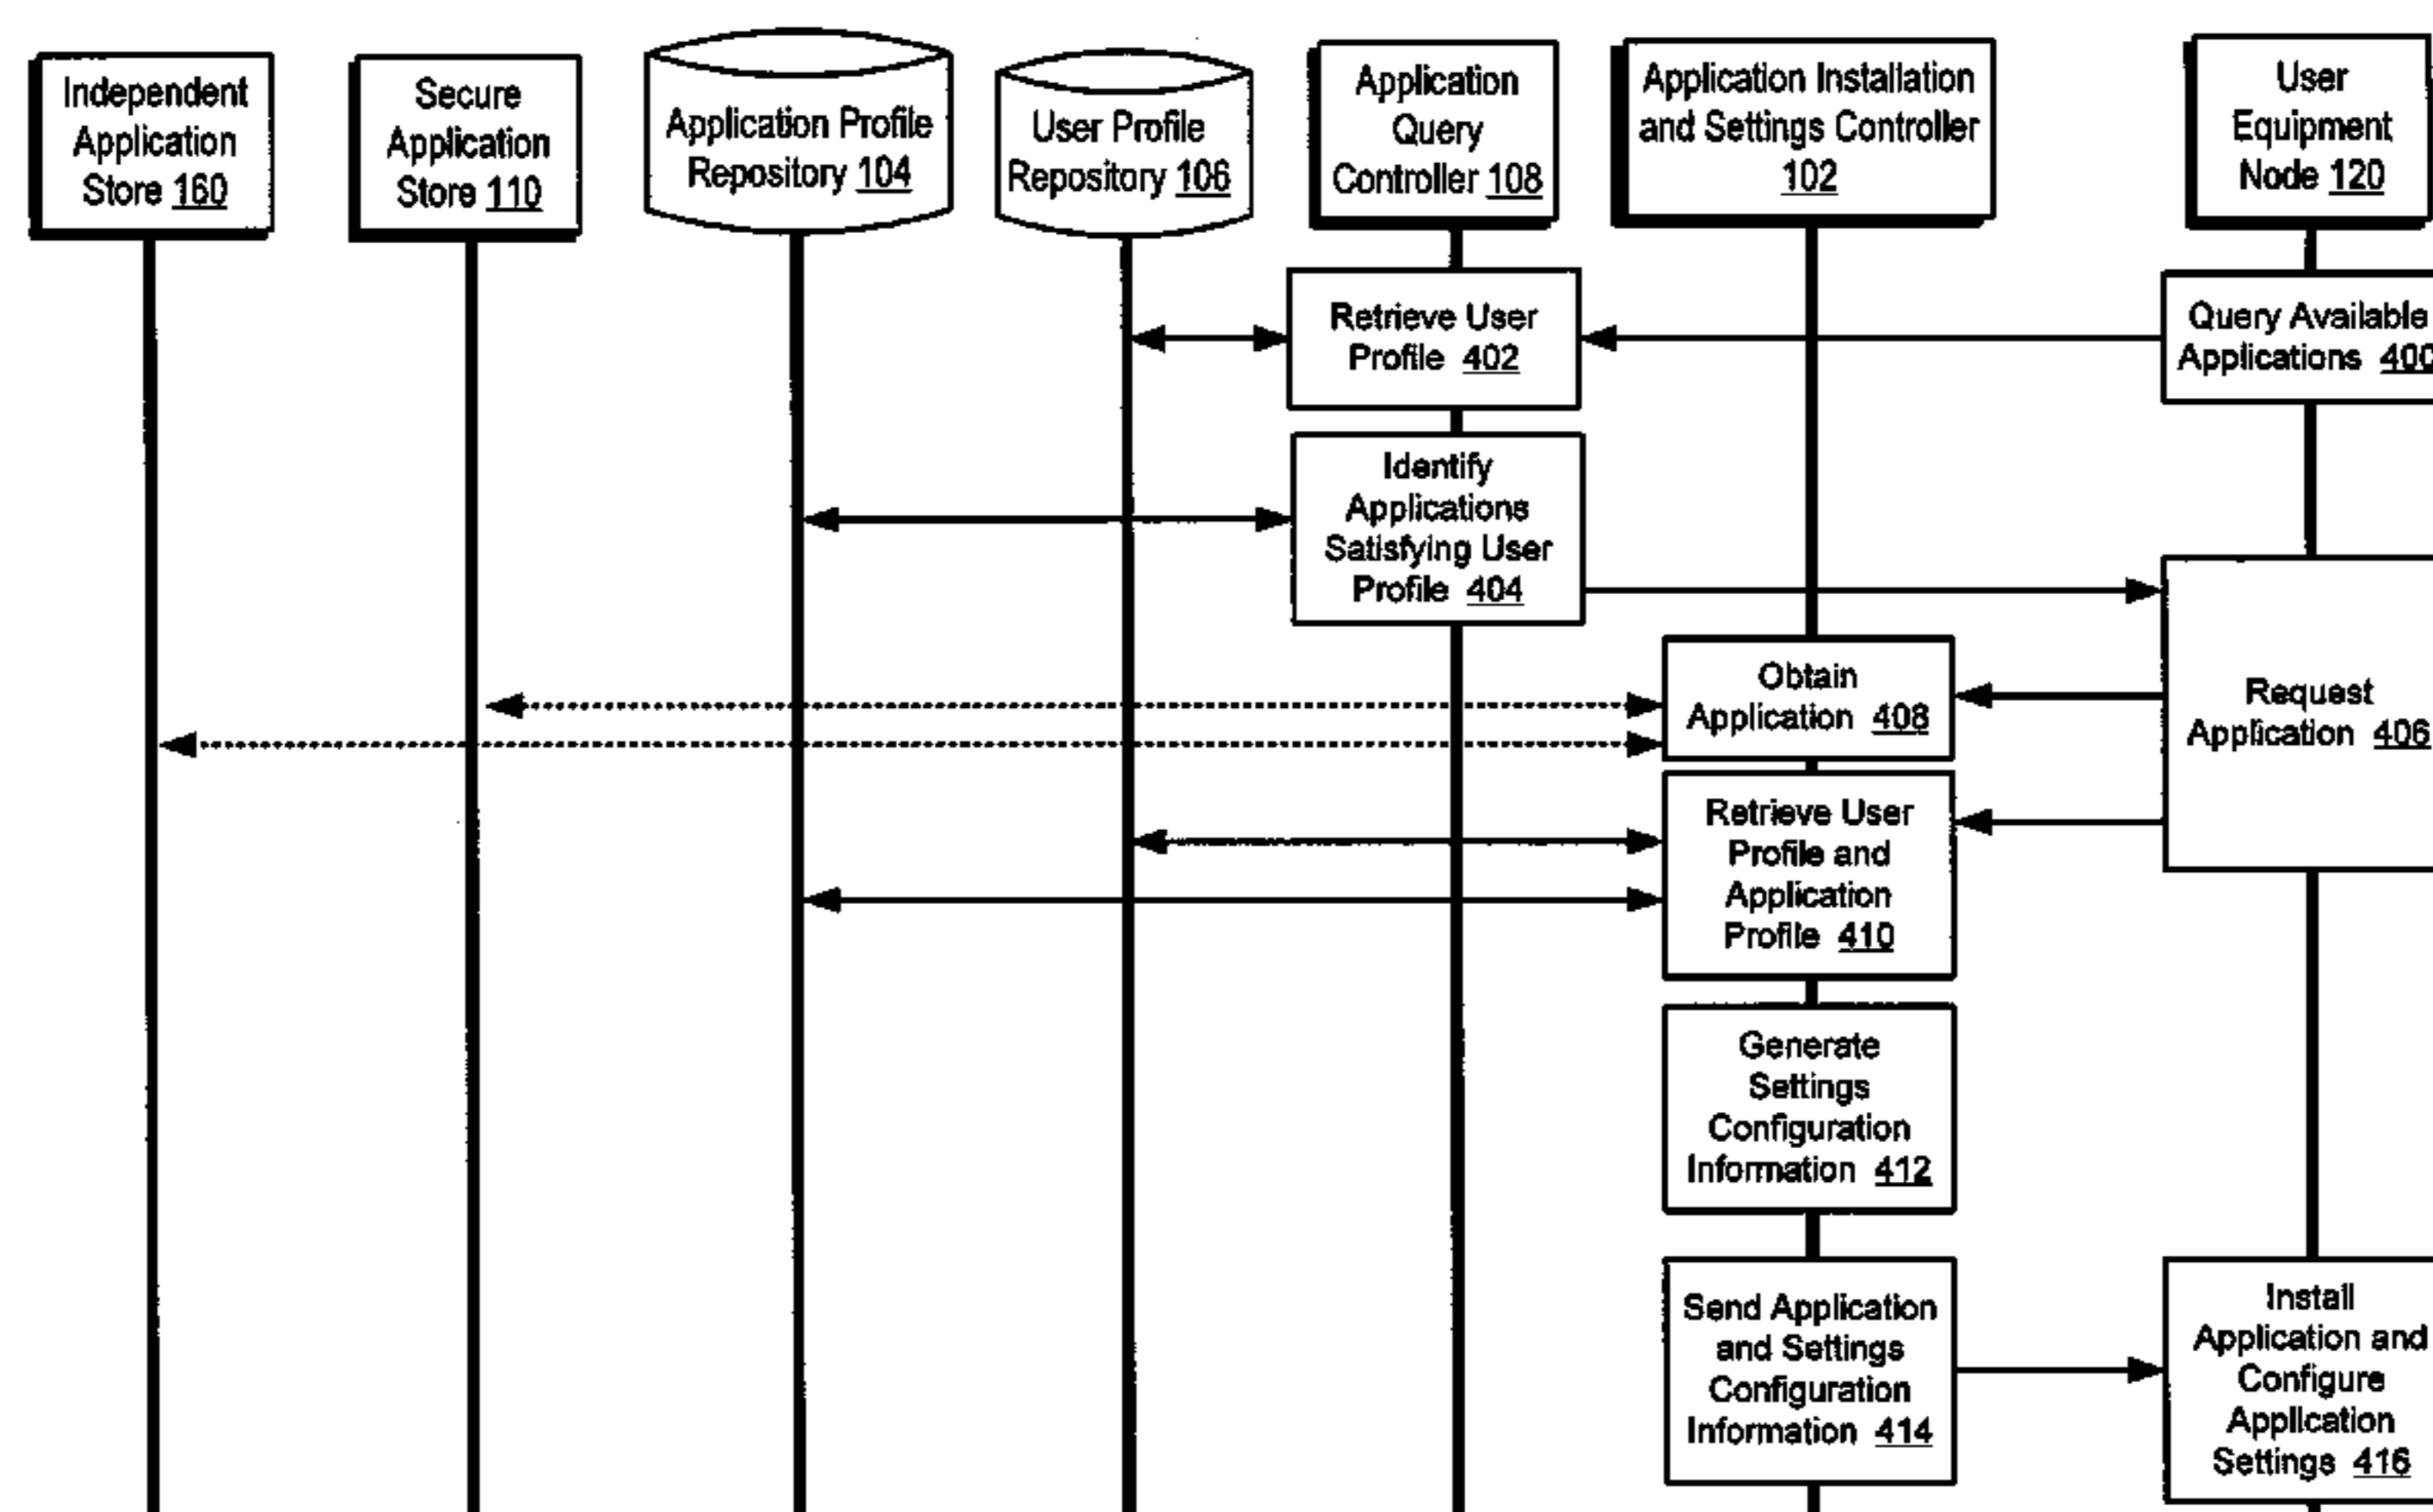 Independent
Application
Store 160
Secure
Application
Store 110
Application Profile
Repository 104
User Profile
Repository 106
Application
Query
Controller 108
Application Installation
and Settings Controller
102
User
Equipment
Node 120
Retrieve User
Profile 402
Query Available
Applications 400
Identify
Applications
Satisfying User
Profile 404
Obtain
Application 408
Request
Application 406
Retrieve User
Profile and
Application
Profile 410
Generate
Settings
Configuration
Information 412
Send Application
and Settings
Configuration
Information 414
Install
Application and
Configure
Application
Settings 416